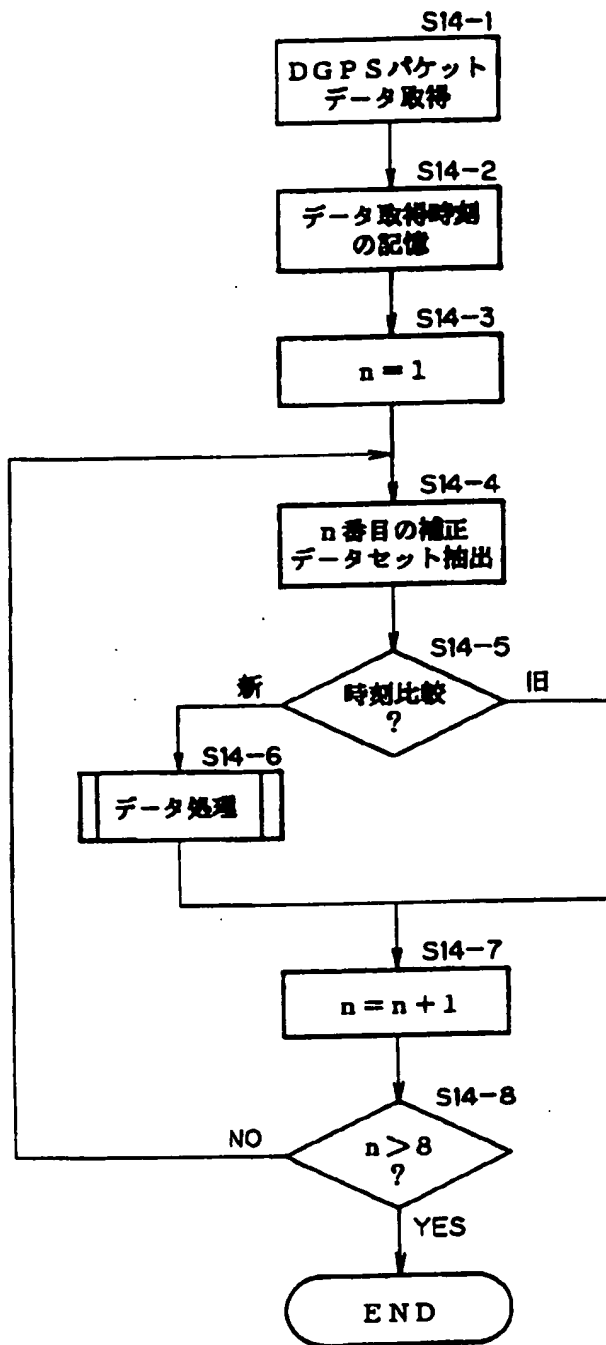 S14-1
DGPSパケット
データ取得
S14-2
データ取得時刻
の記憶
S14-3
n=1
S14-4
n番目の補正
データセット抽出
S14-5
時刻比較
?
新
旧
S14-6
データ処理
S14-7
n=n+1
S14-8
n>8
?
NO
YES
END